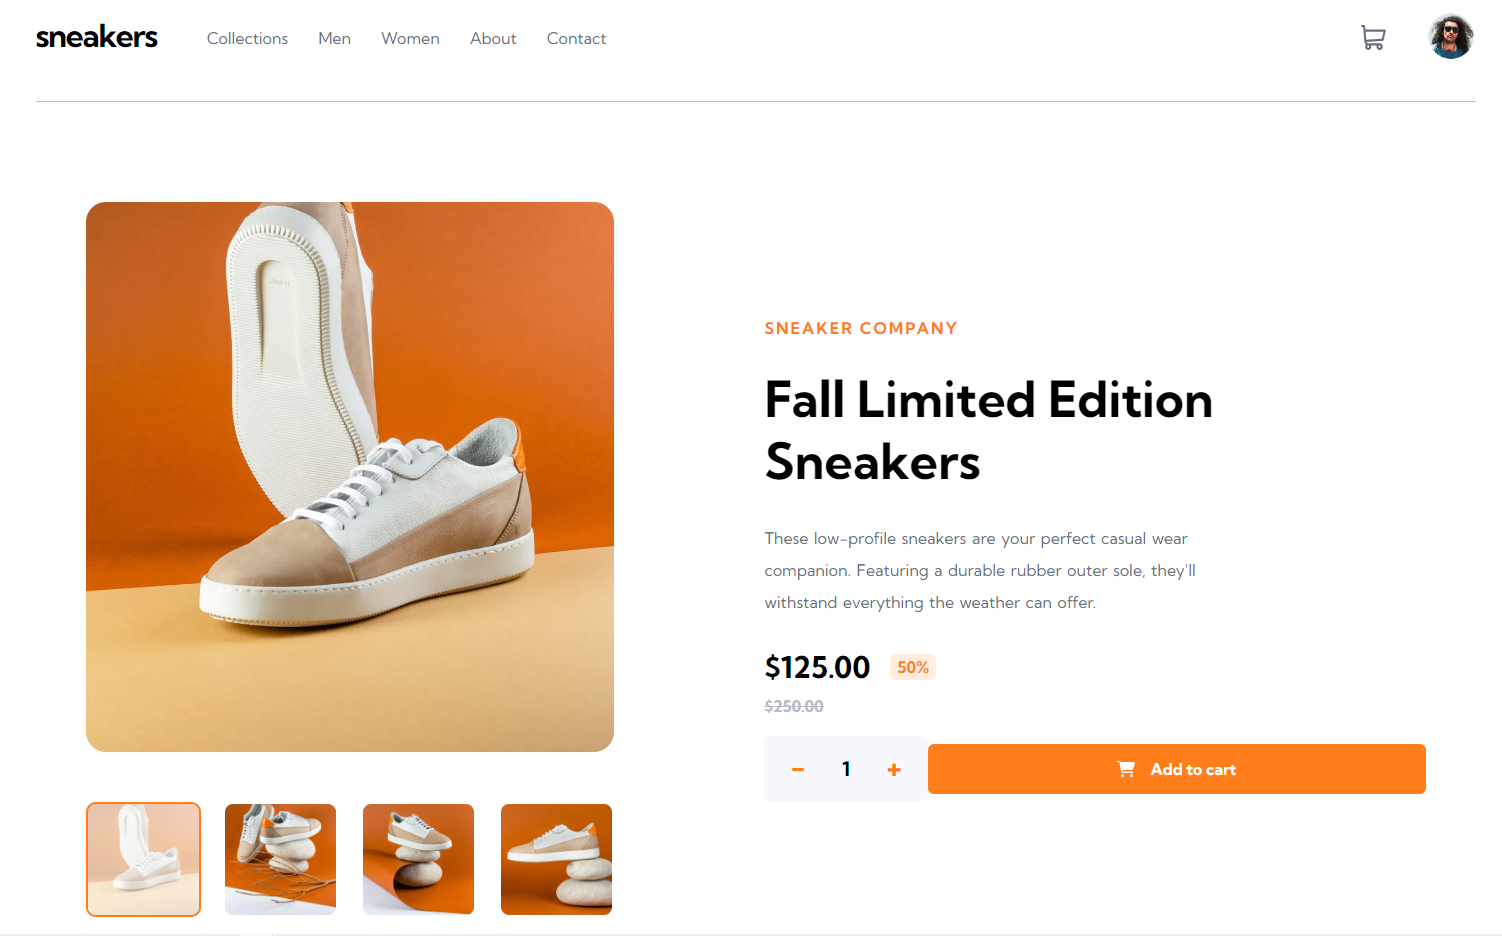 sneakers
Collections Men Women About Contact
SNEAKER COMPANY
Fall Limited Edition
Sneakers
These low-profile sneakers are your perfect casual wear
companion. Featuring a durable rubber outer sole, they'll
withstand everything the weather can offer.
$125.00 50%
$250.00
1 Add to cart